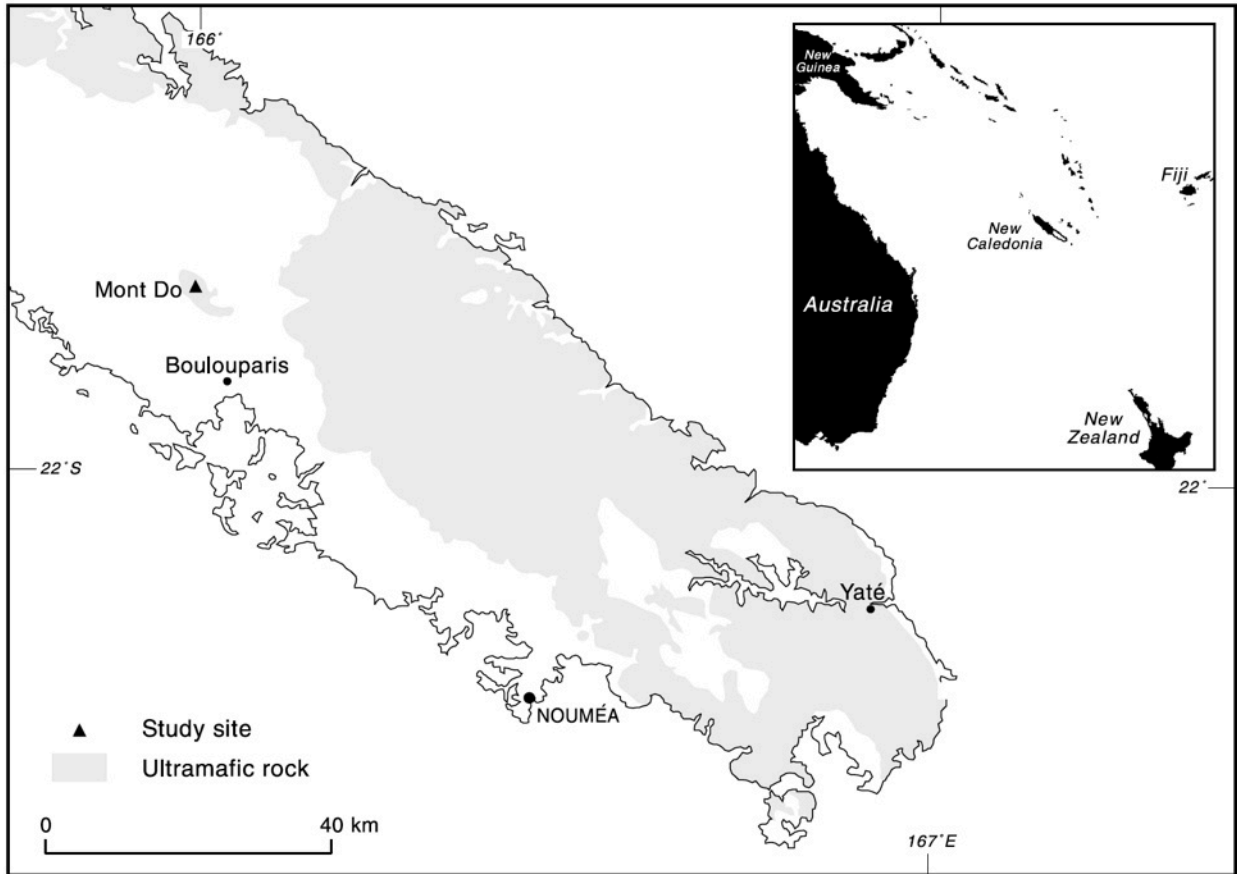 166°
New
Guinea
Fiji
New
Caledonia
Mont Do
Australia
Boulouparis
New
Zealand
22°S
22°
Yaté
NOUMÉA
Study site
Ultramafic rock
0
40 km
167°E